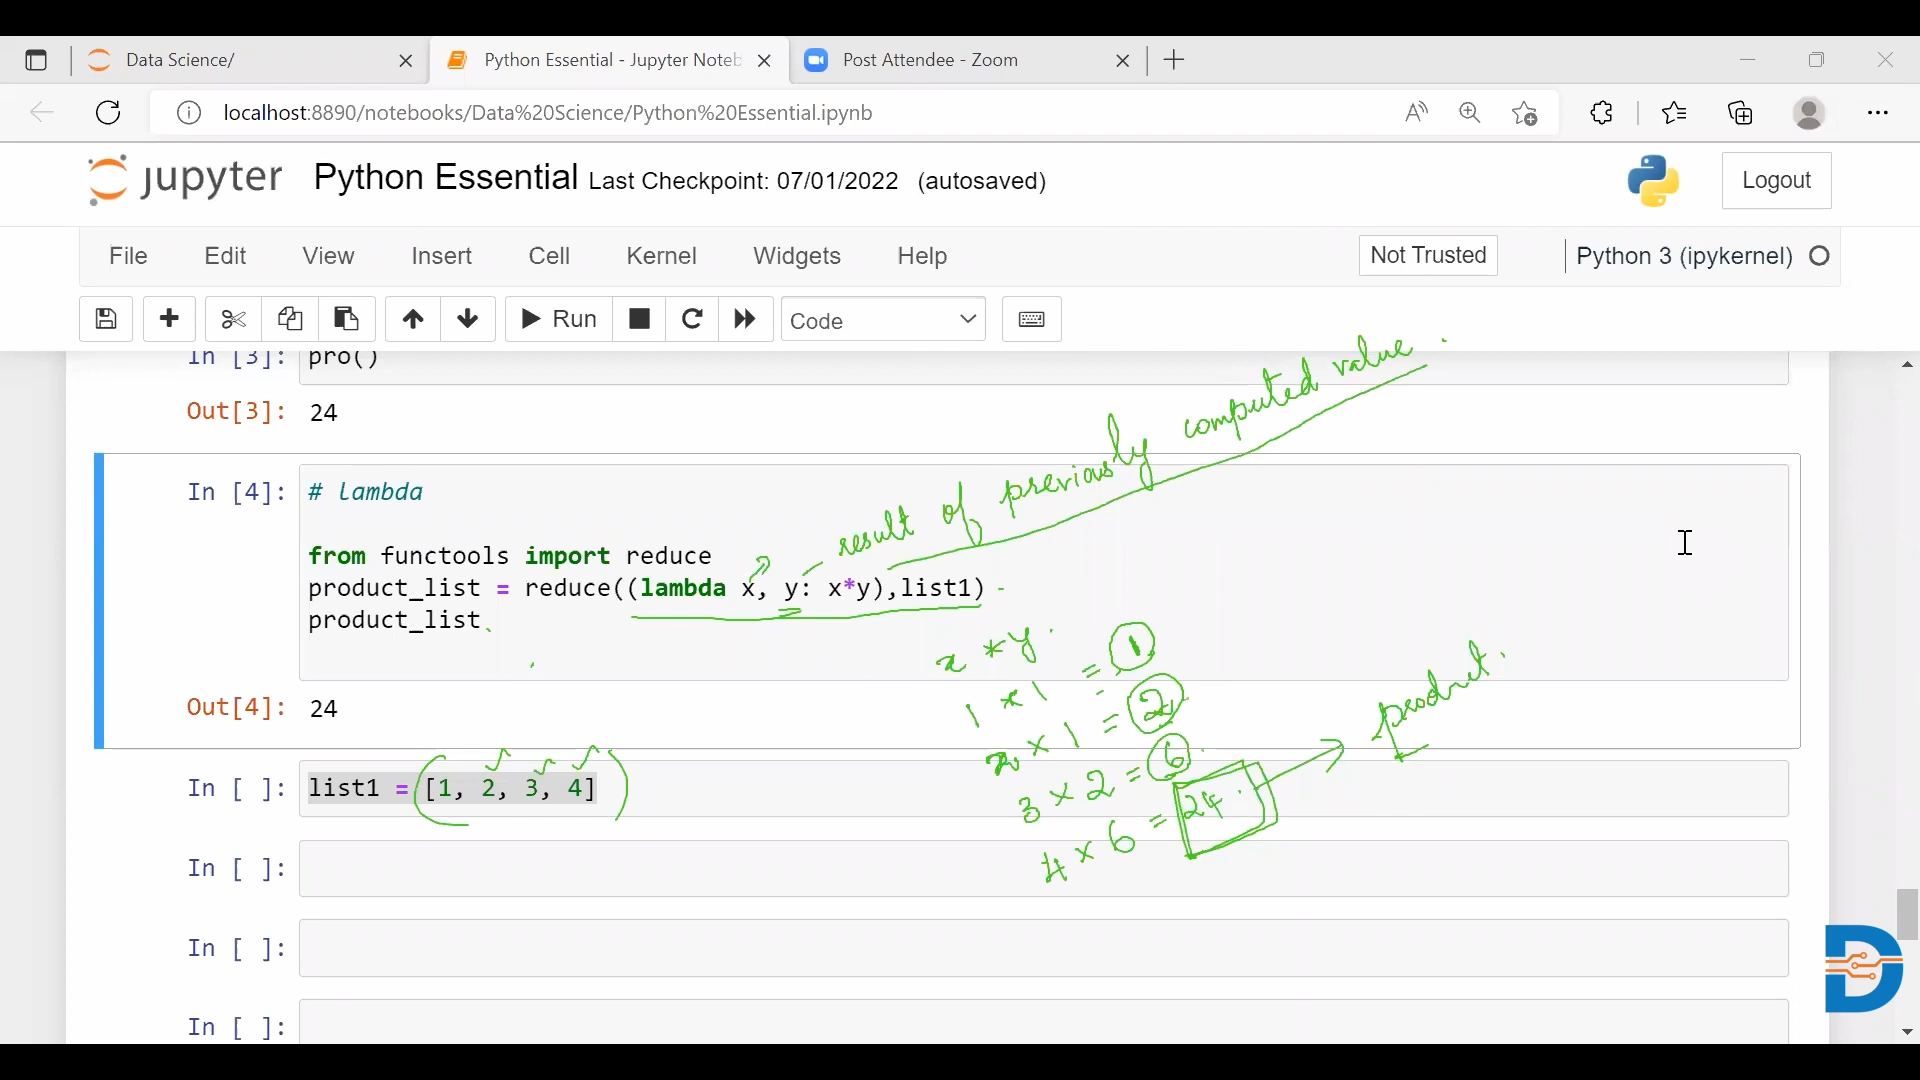 Data Science/
Python Essential - Jupyter Noteb
Post Attendee - Zoom
localhost:8890/notebooks/Data%20Science/Python%20Essential.ipynb
jupyter Python Essential Last Checkpoint: 07/01/2022 (autosaved)
Logout
File Edit View Insert Cell Kernel Widgets Help
Not Trusted
Python 3 (ipykernel)
Run
Code
In [3]: pro()
Out[3]: 24
In [4]: # lambda
result of previously computed value.
from functools import reduce
product_list = reduce((lambda x, y: x*y),list1)
product_list
x * y
1 * 1 = 1
2 x 1 = 2
3 x 2 = 6
4 x 6 = 24
product.
Out[4]: 24
In [ ]: list1 = [1, 2, 3, 4]
In [ ]:
In [ ]:
In [ ]: